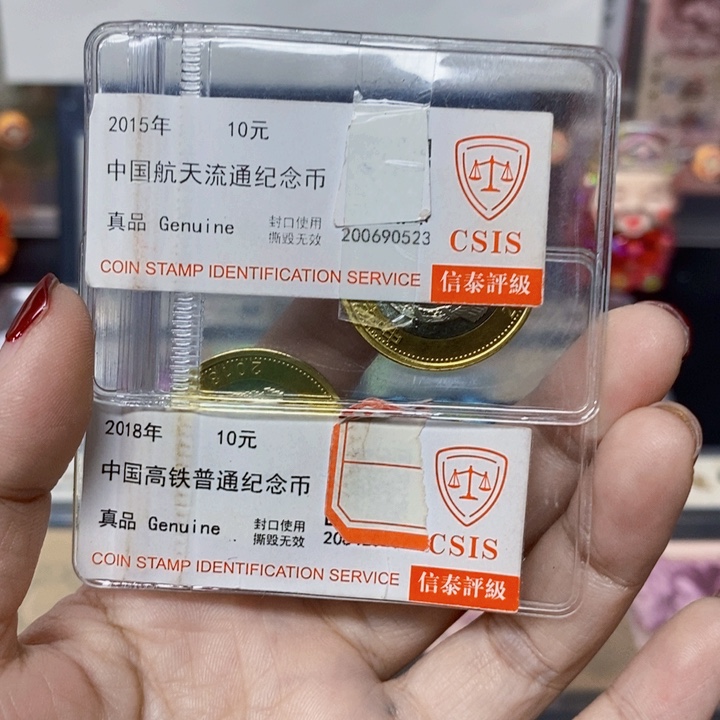 2015年 10元
中国航天流通纪念币
真品 Genuine
封口使用
撕毁无效
200690523
CSIS
COIN STAMP IDENTIFICATION SERVICE
信泰評級
2018
2018年 10元
中国高铁普通纪念币
真品 Genuine
封口使用
撕毁无效
CSIS
COIN STAMP IDENTIFICATION SERVICE
信泰評級